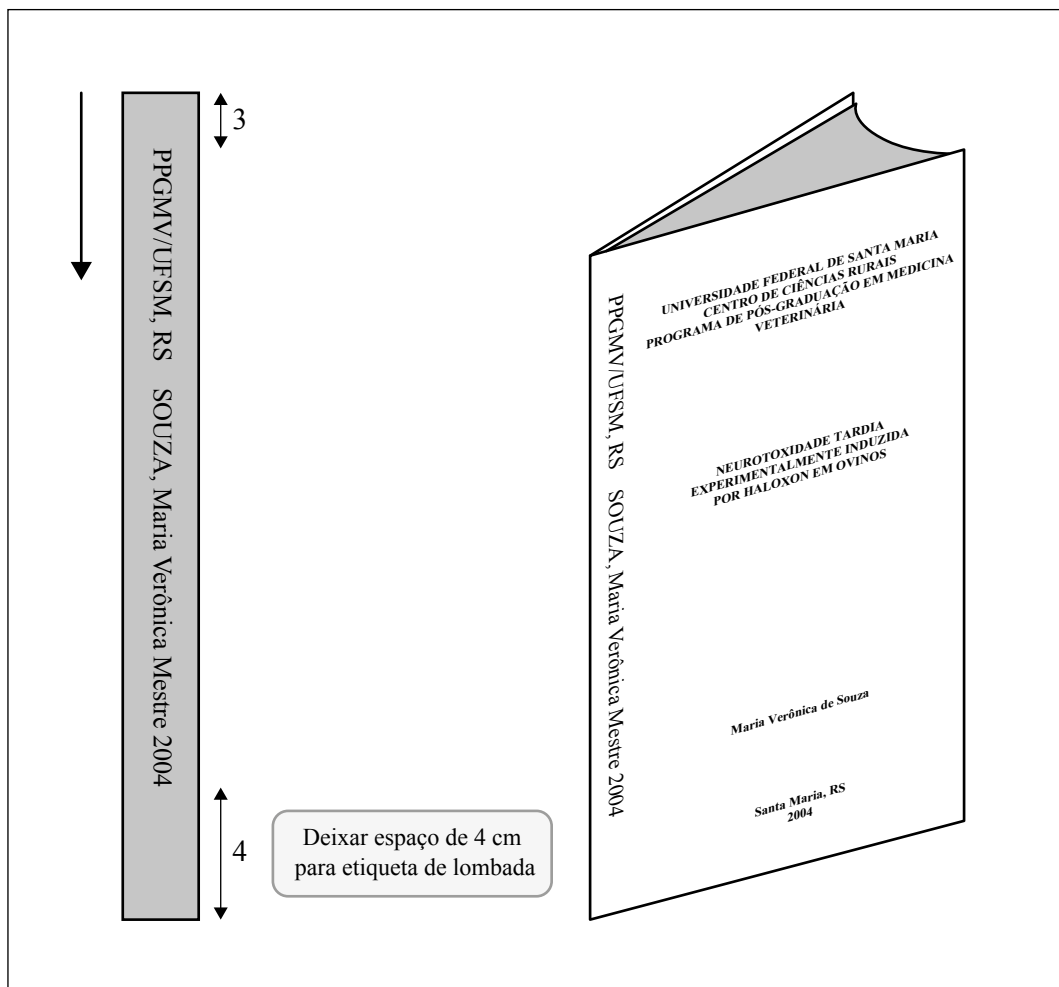 3
PPGMV/UFSM, RS SOUZA, Maria Verônica Mestre 2004
4
Deixar espaço de 4 cm
para etiqueta de lombada
PPGMV/UFSM, RS SOUZA, Maria Verônica Mestre 2004
UNIVERSIDADE FEDERAL DE SANTA MARIA
CENTRO DE CIÊNCIAS RURAIS
PROGRAMA DE PÓS-GRADUAÇÃO EM MEDICINA
VETERINÁRIA
NEUROTOXIDADE TARDIA
EXPERIMENTALMENTE INDUZIDA
POR HALOXON EM OVINOS
Maria Verônica de Souza
Santa Maria, RS
2004